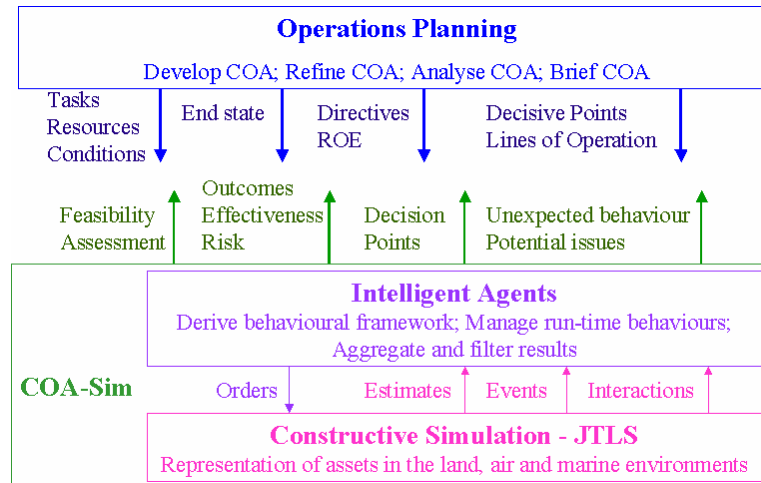 Operations Planning
Develop COA; Refine COA; Analyse COA; Brief COA
Tasks
Resources
Conditions
End state
Directives
ROE
Decisive Points
Lines of Operation
Feasibility
Assessment
Outcomes
Effectiveness
Risk
Decision
Points
Unexpected behaviour
Potential issues
COA-Sim
Intelligent Agents
Derive behavioural framework; Manage run-time behaviours;
Aggregate and filter results
Orders
Estimates
Events
Interactions
Constructive Simulation - JTLS
Representation of assets in the land, air and marine environments